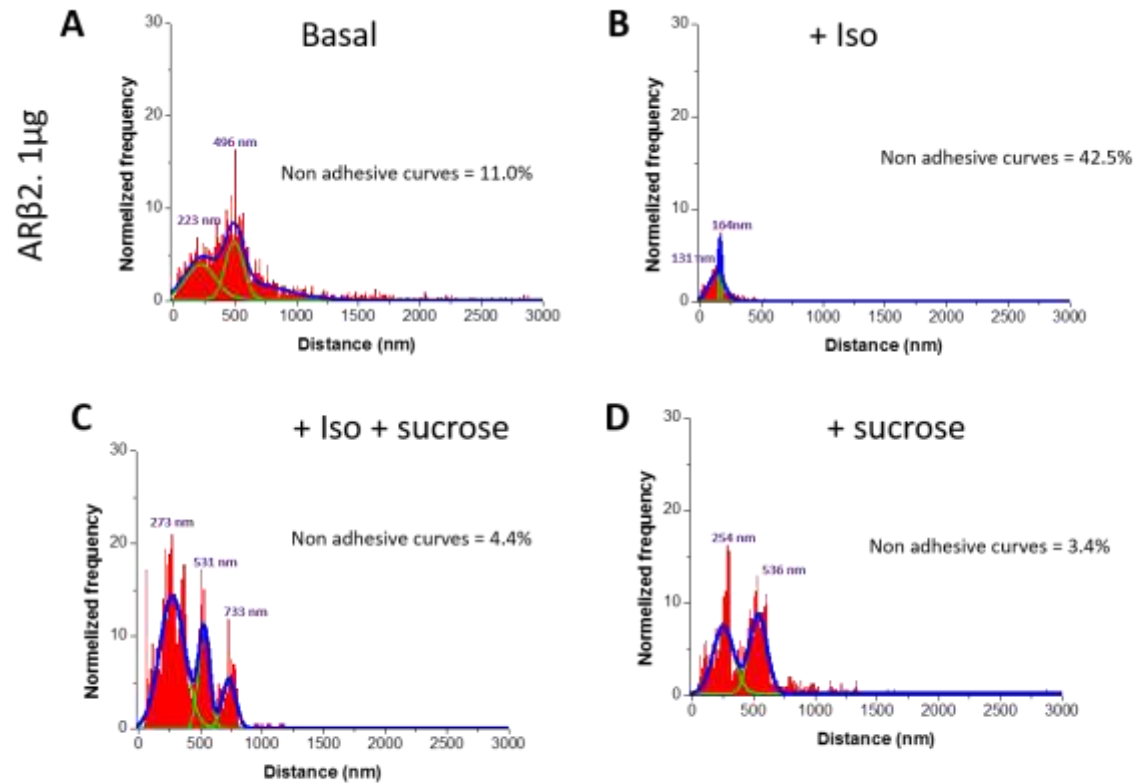 ARβ2. 1µg
A
Basal
Normelized frequency
30
20
10
0
496 nm
223 nm
Non adhesive curves = 11.0%
0 500 1000 1500 2000 2500 3000
Distance (nm)
B
+ Iso
Normelized frequency
30
20
10
0
164nm
131 nm
Non adhesive curves = 42.5%
0 500 1000 1500 2000 2500 3000
Distance (nm)
C
+ Iso + sucrose
Normelized frequency
30
20
10
0
273 nm
531 nm
733 nm
Non adhesive curves = 4.4%
0 500 1000 1500 2000 2500 3000
Distance (nm)
D
+ sucrose
Normelized frequency
30
20
10
0
254 nm
536 nm
Non adhesive curves = 3.4%
0 500 1000 1500 2000 2500 3000
Distance (nm)